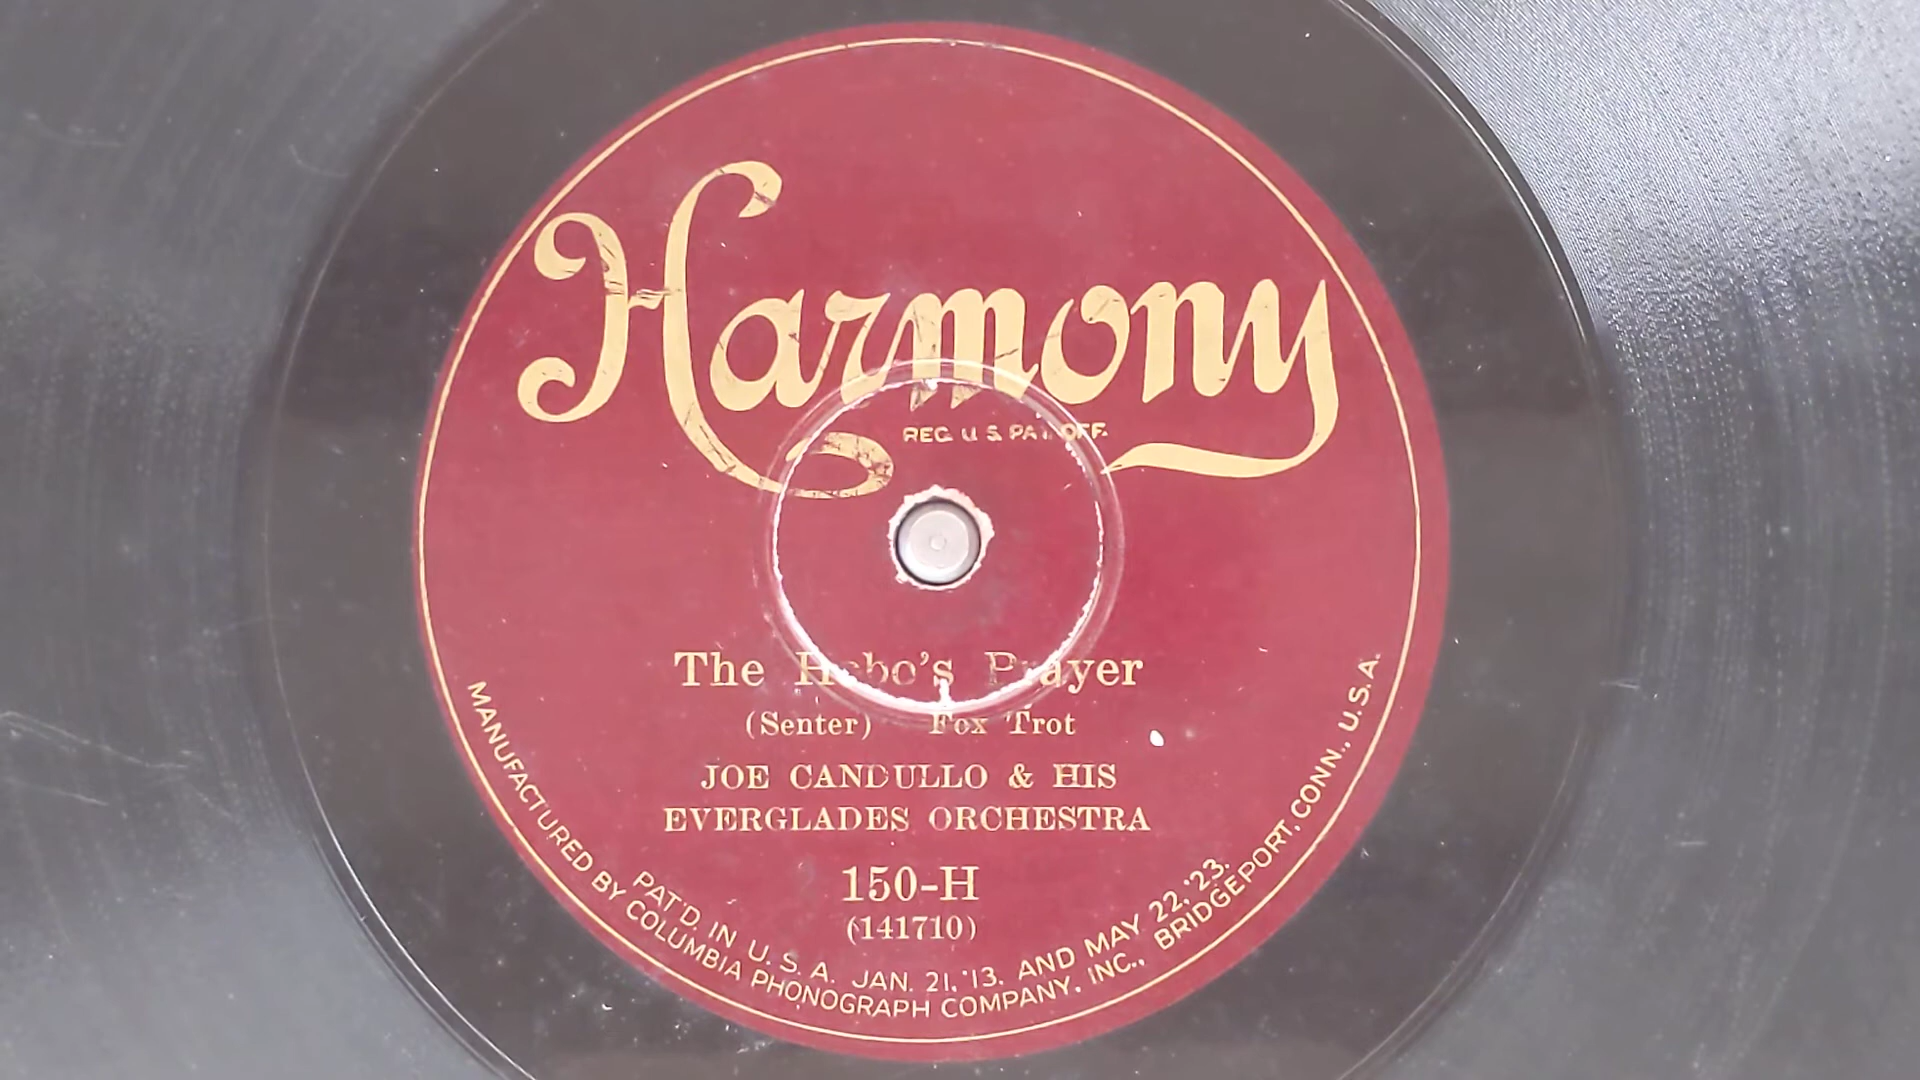 Harmony
REG. U. S. PAT. OFF.
The Hobo's Prayer
(Senter) Fox Trot
JOE CANDULLO & HIS
EVERGLADES ORCHESTRA
150-H
(141710)
PAT'D. IN U. S. A. JAN. 21, '13. AND MAY 22, '23.
MANUFACTURED BY COLUMBIA PHONOGRAPH COMPANY, INC., BRIDGEPORT, CONN., U. S. A.